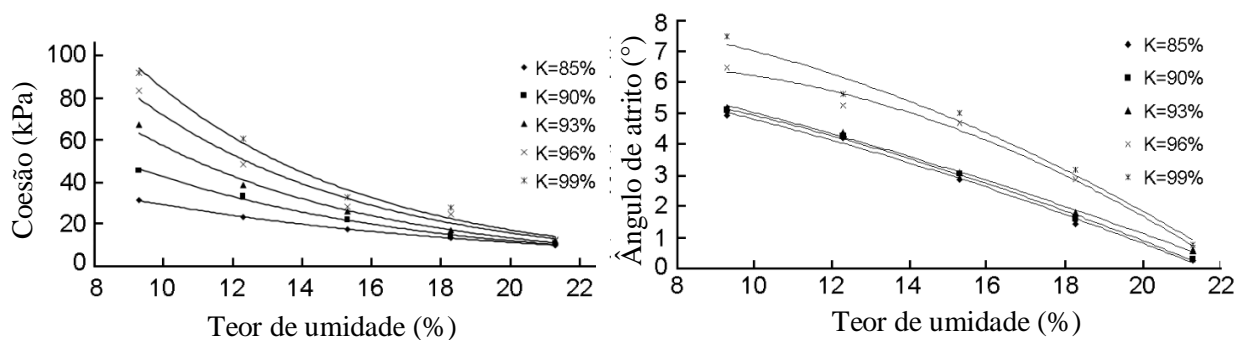 Coesão (kPa)
100
80
60
40
20
0
8 10 12 14 16 18 20 22
Teor de umidade (%)
K=85%
K=90%
K=93%
K=96%
K=99%
Ângulo de atrito (°)
8
7
6
5
4
3
2
1
0
8 10 12 14 16 18 20 22
Teor de umidade (%)
K=85%
K=90%
K=93%
K=96%
K=99%